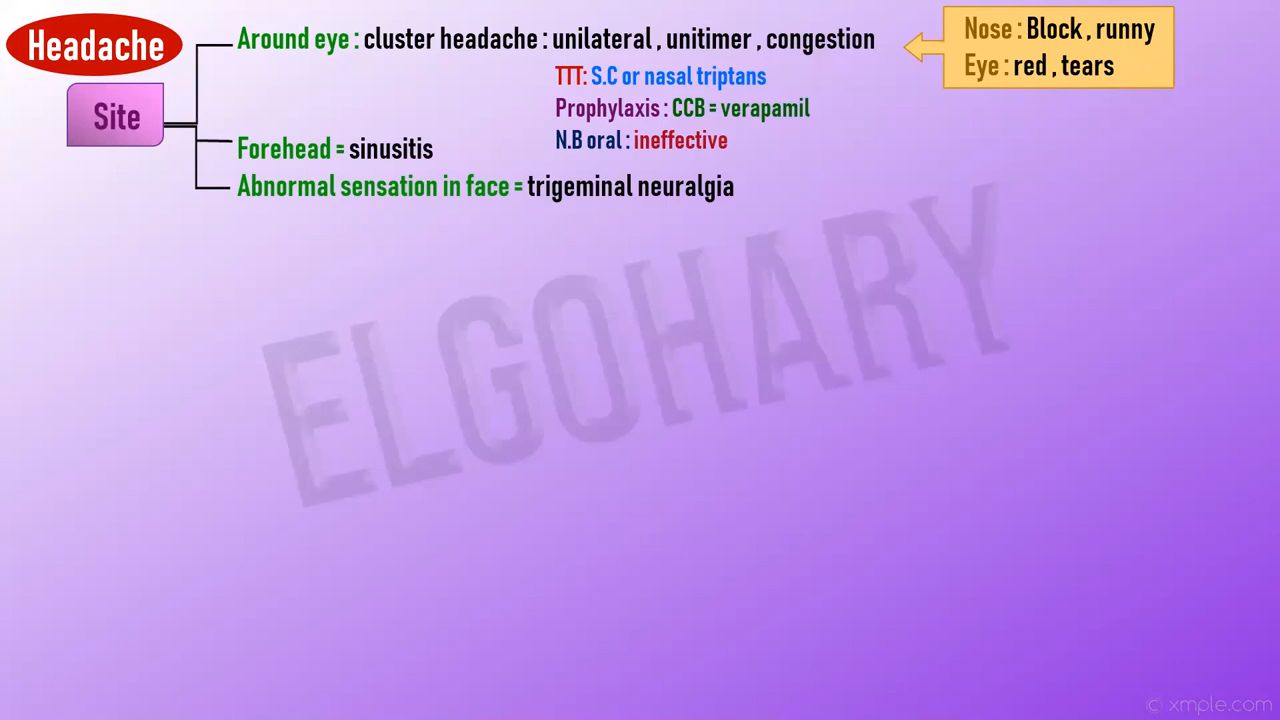 Headache
Site
Around eye : cluster headache : unilateral , unitimer , congestion
Nose : Block , runny
Eye : red , tears
TTT: S.C or nasal triptans
Prophylaxis : CCB = verapamil
N.B oral : ineffective
Forehead = sinusitis
Abnormal sensation in face = trigeminal neuralgia
ELGOHARY
© xmple.com